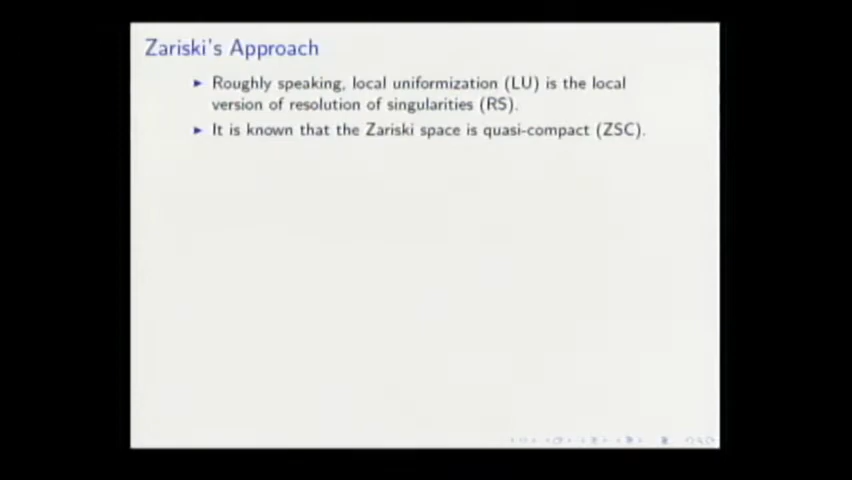 Zariski's Approach
► Roughly speaking, local uniformization (LU) is the local
version of resolution of singularities (RS).
► It is known that the Zariski space is quasi-compact (ZSC).